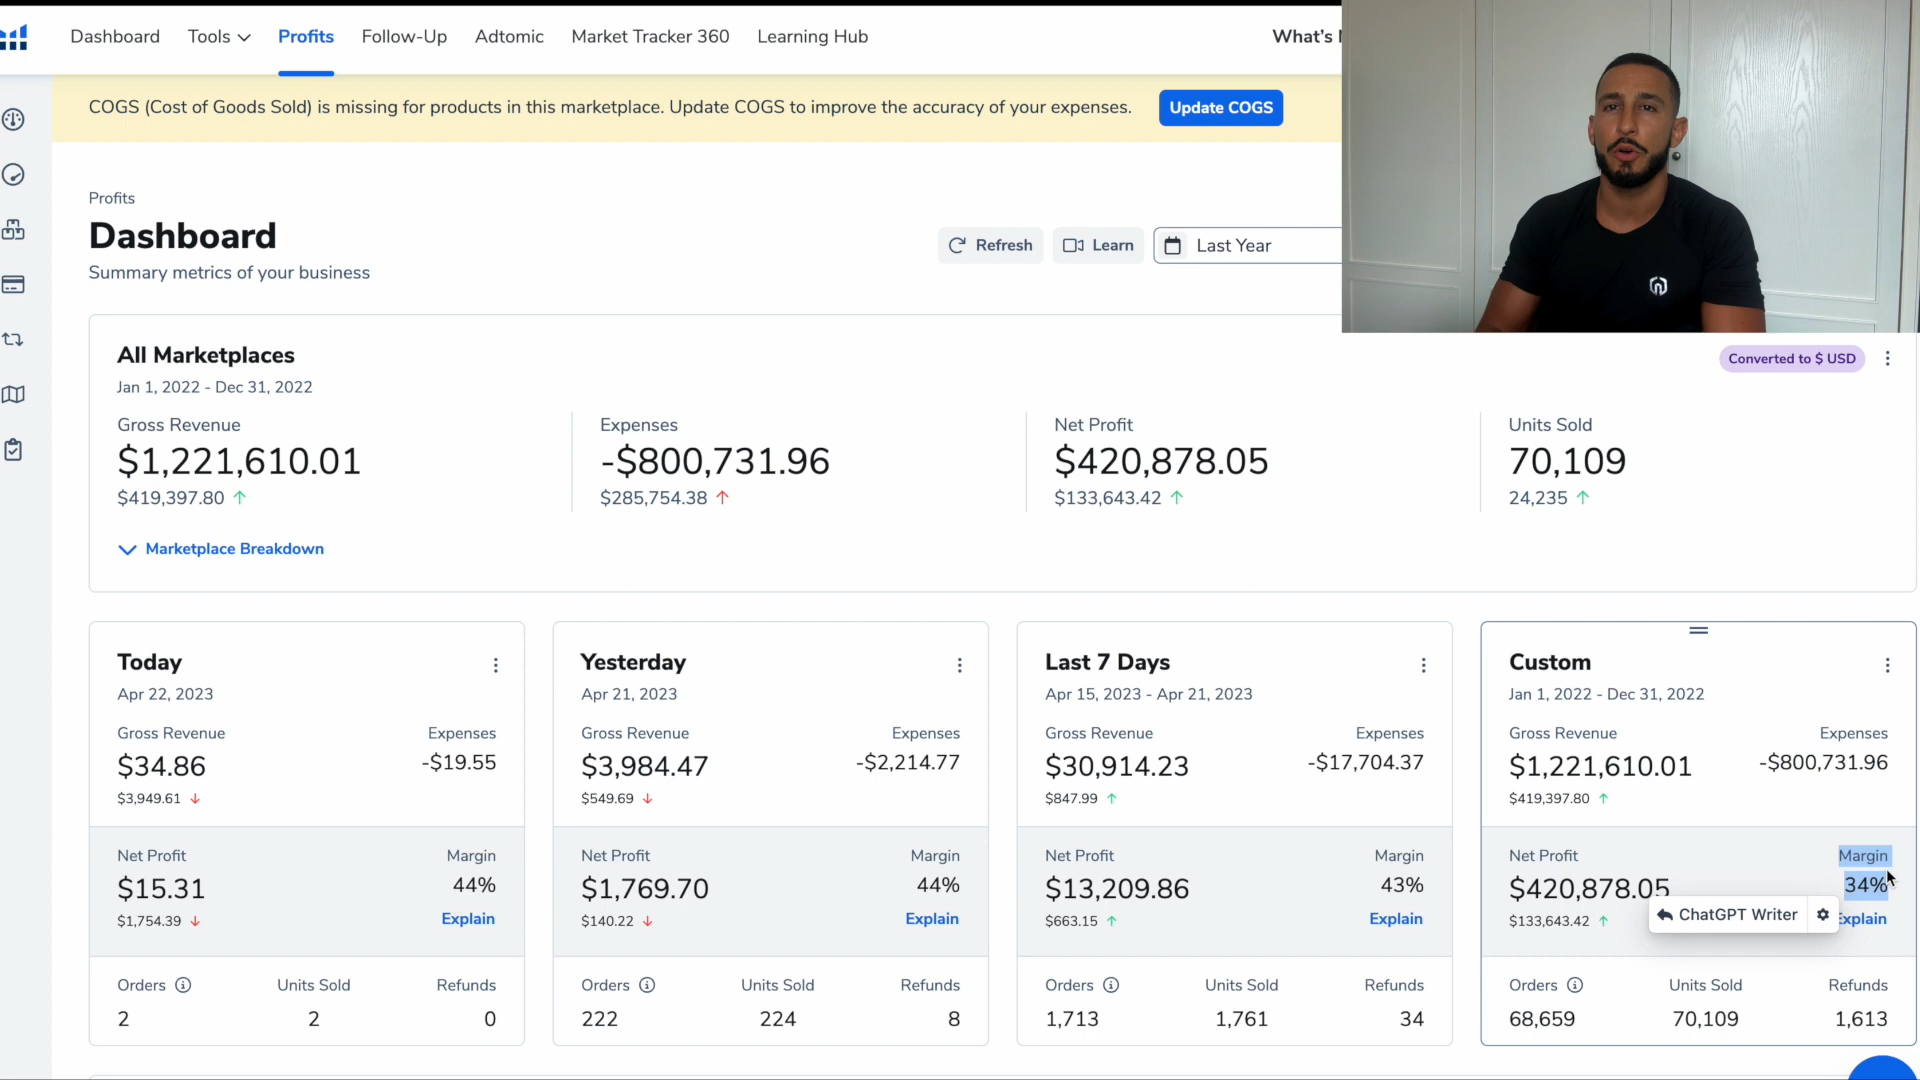 Dashboard Tools Profits Follow-Up Adtomic Market Tracker 360 Learning Hub What's
COGS (Cost of Goods Sold) is missing for products in this marketplace. Update COGS to improve the accuracy of your expenses. Update COGS
Profits
Dashboard
Summary metrics of your business
Refresh Learn Last Year
All Marketplaces Converted to $ USD
Jan 1, 2022 - Dec 31, 2022
Gross Revenue Expenses Net Profit Units Sold
$1,221,610.01 -$800,731.96 $420,878.05 70,109
$419,397.80 ↑ $285,754.38 ↑ $133,643.42 ↑ 24,235 ↑
Marketplace Breakdown
Today
Apr 22, 2023
Gross Revenue Expenses
$34.86 -$19.55
$3,949.61 ↓
Net Profit Margin
$15.31 44%
$1,754.39 ↓ Explain
Orders Units Sold Refunds
2 2 0
Yesterday
Apr 21, 2023
Gross Revenue Expenses
$3,984.47 -$2,214.77
$549.69 ↓
Net Profit Margin
$1,769.70 44%
$140.22 ↓ Explain
Orders Units Sold Refunds
222 224 8
Last 7 Days
Apr 15, 2023 - Apr 21, 2023
Gross Revenue Expenses
$30,914.23 -$17,704.37
$847.99 ↑
Net Profit Margin
$13,209.86 43%
$663.15 ↑ Explain
Orders Units Sold Refunds
1,713 1,761 34
Custom
Jan 1, 2022 - Dec 31, 2022
Gross Revenue Expenses
$1,221,610.01 -$800,731.96
$419,397.80 ↑
Net Profit Margin
$420,878.05 34%
$133,643.42 ↑ ChatGPT Writer Explain
Orders Units Sold Refunds
68,659 70,109 1,613